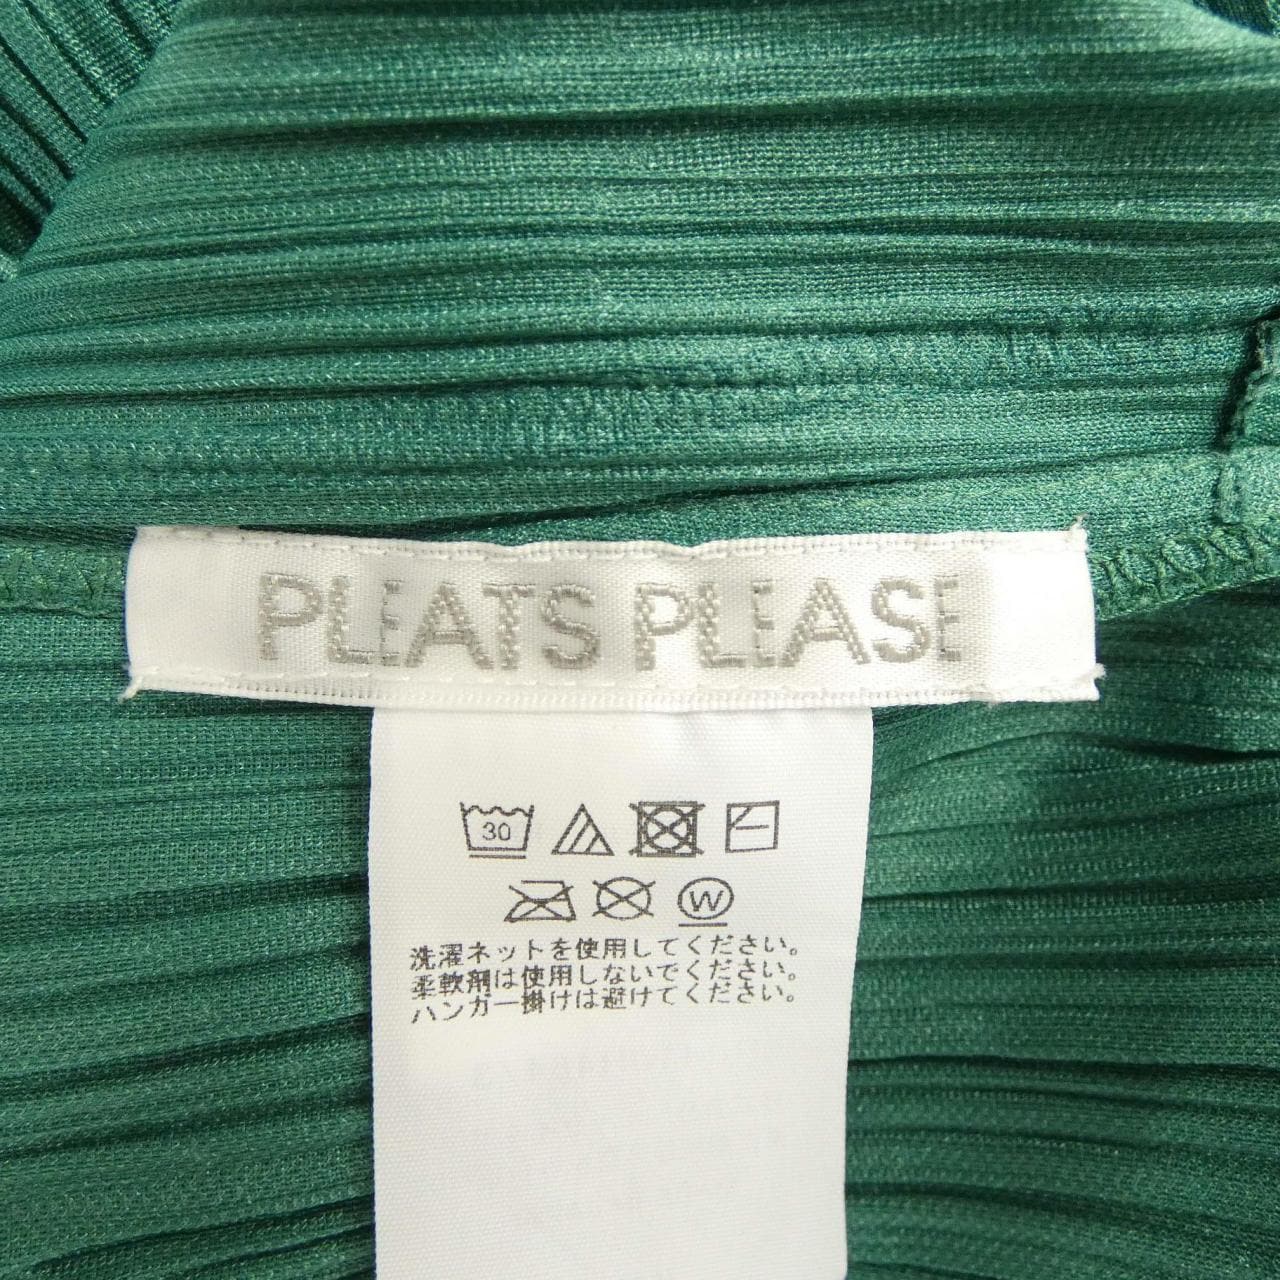 PLEATS PLEASE
30
W
洗濯ネットを使用してください。
柔軟剤は使用しないでください。
ハンガー掛けは避けてください。